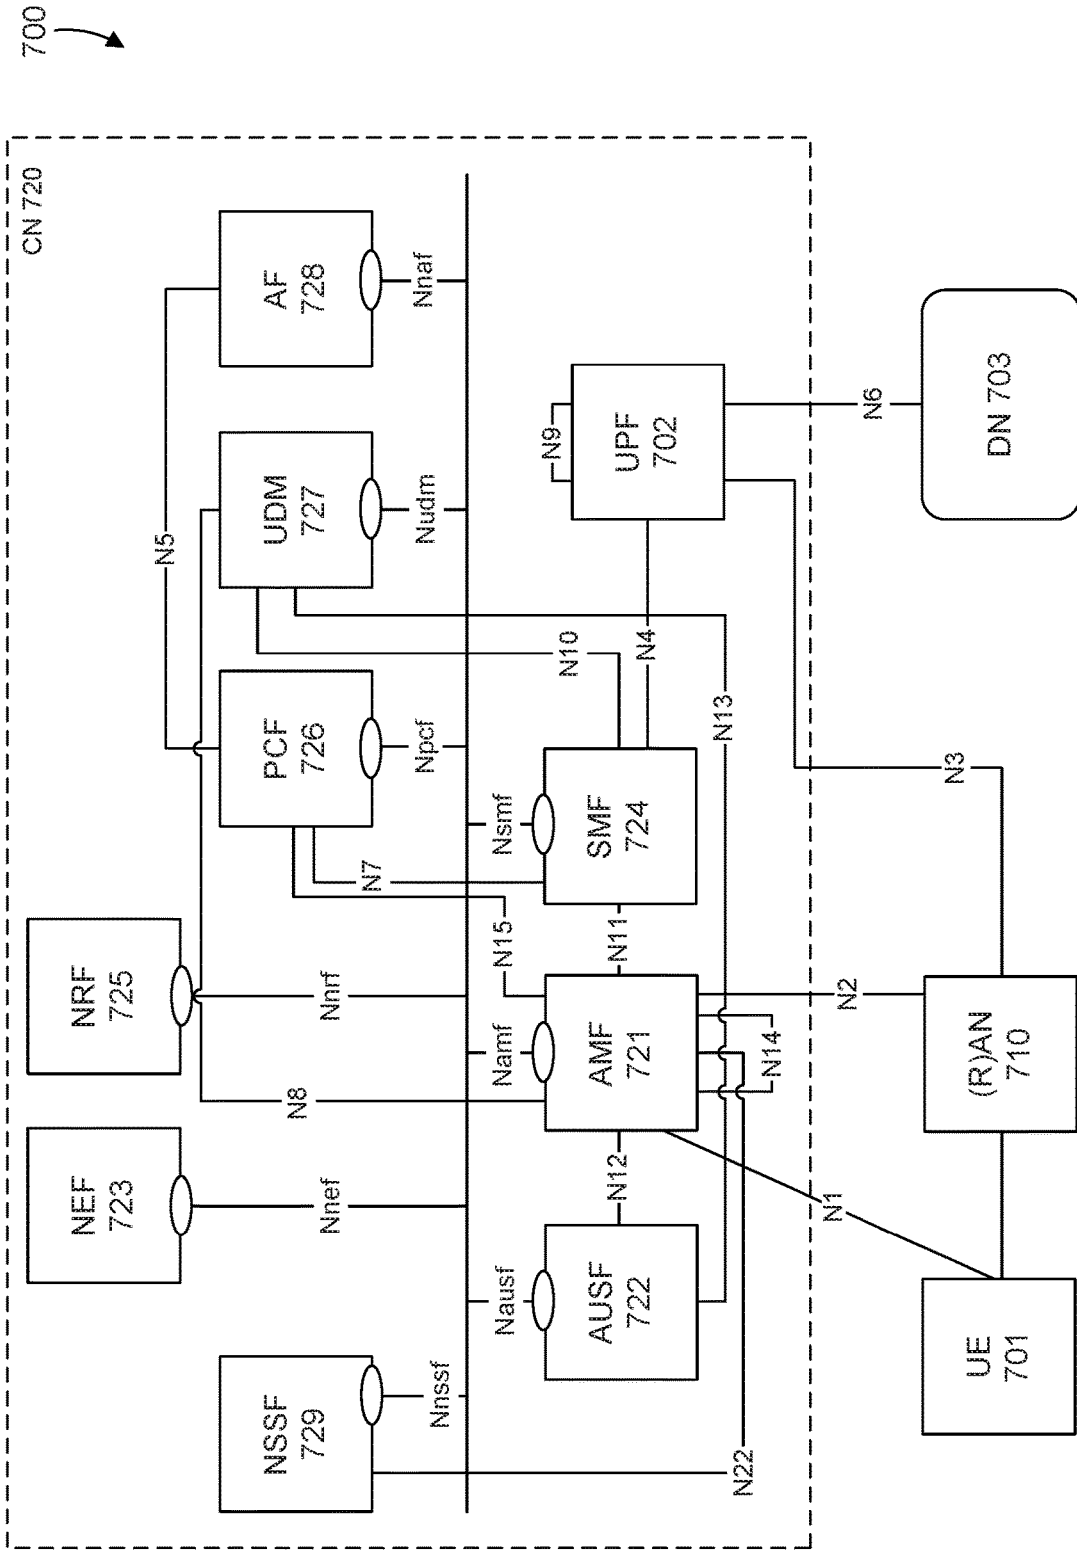 700
CN 720
NSSF
729
NEF
723
NRF
725
PCF
726
UDM
727
AF
728
N5
N8
N7
N15
N10
Nnssf
Nnef
Nnrf
Npcf
Nudm
Nnaf
Nausf
Namf
Nsmf
AUSF
722
N12
AMF
721
N11
SMF
724
N4
UPF
702
N9
N13
N22
N14
N1
N2
N3
N6
UE
701
(R)AN
710
DN 703